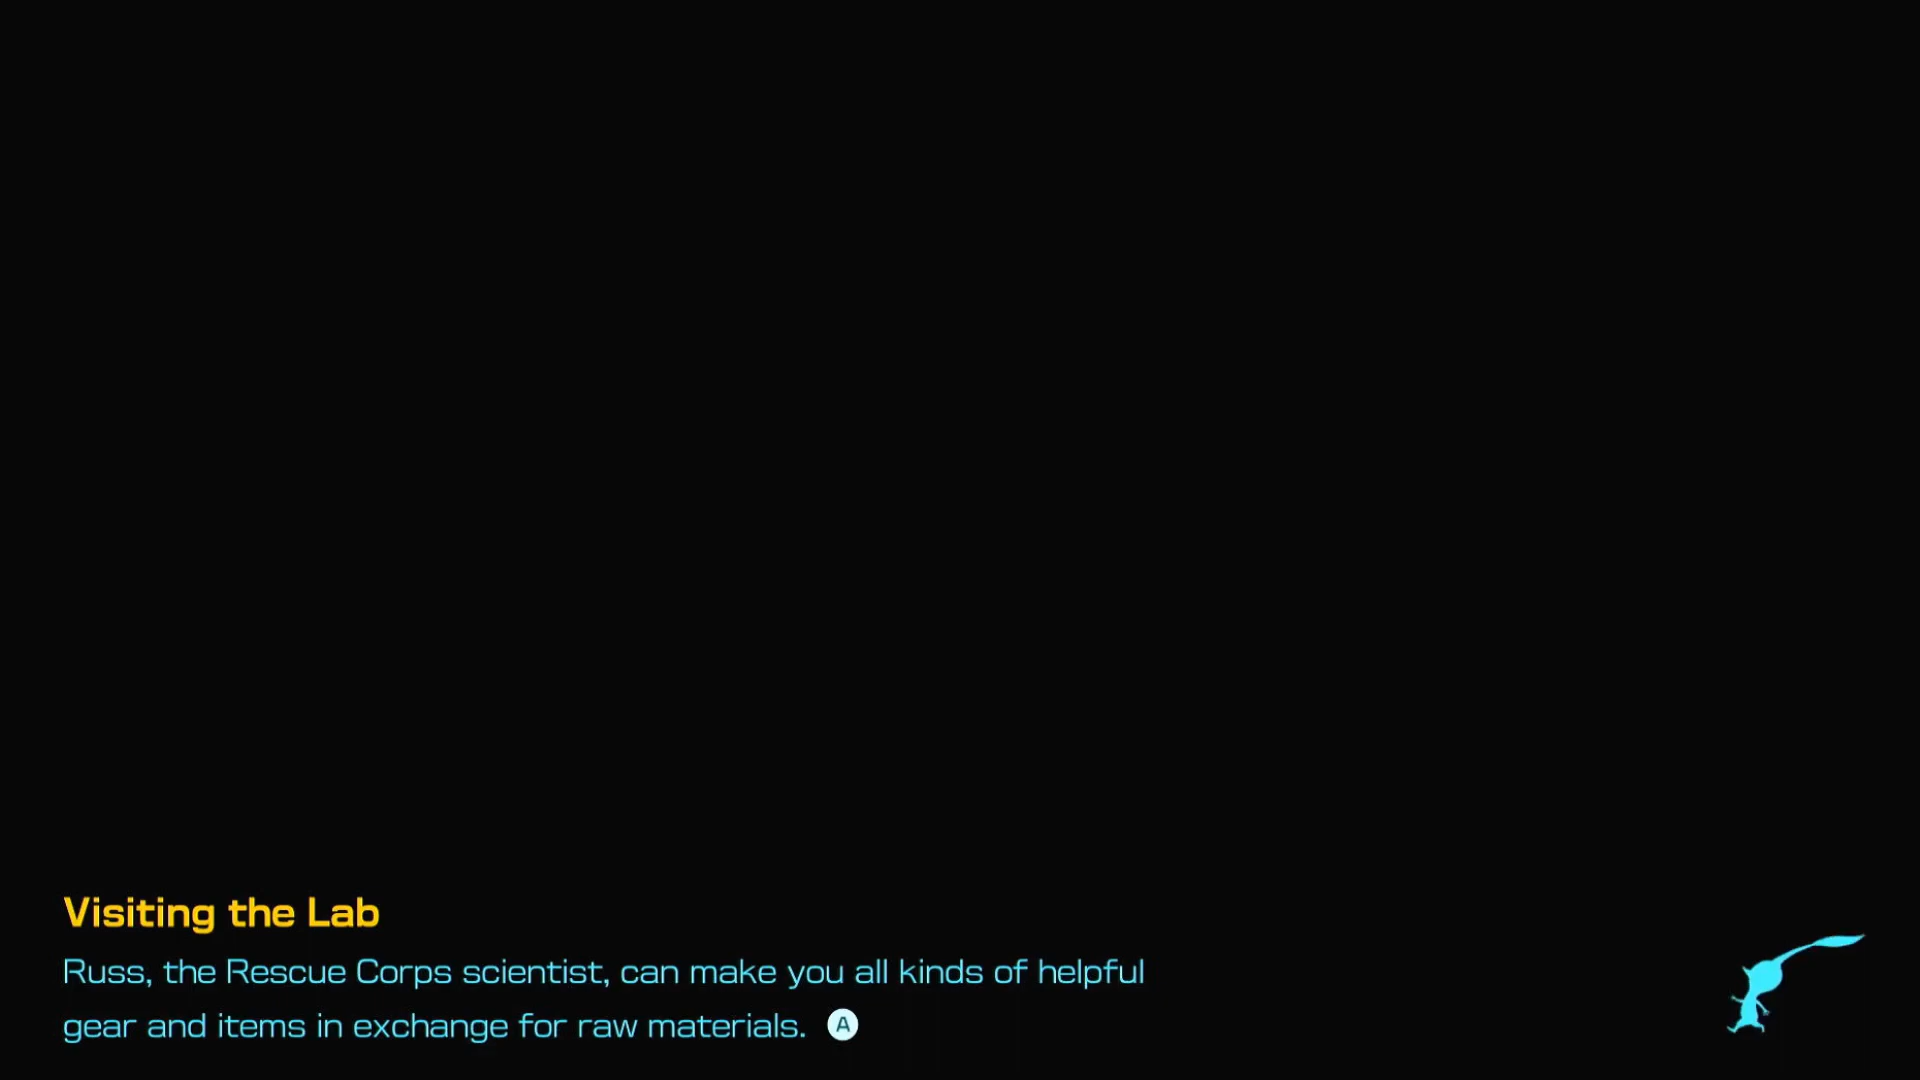 Visiting the Lab
Russ, the Rescue Corps scientist, can make you all kinds of helpful
gear and items in exchange for raw materials. A